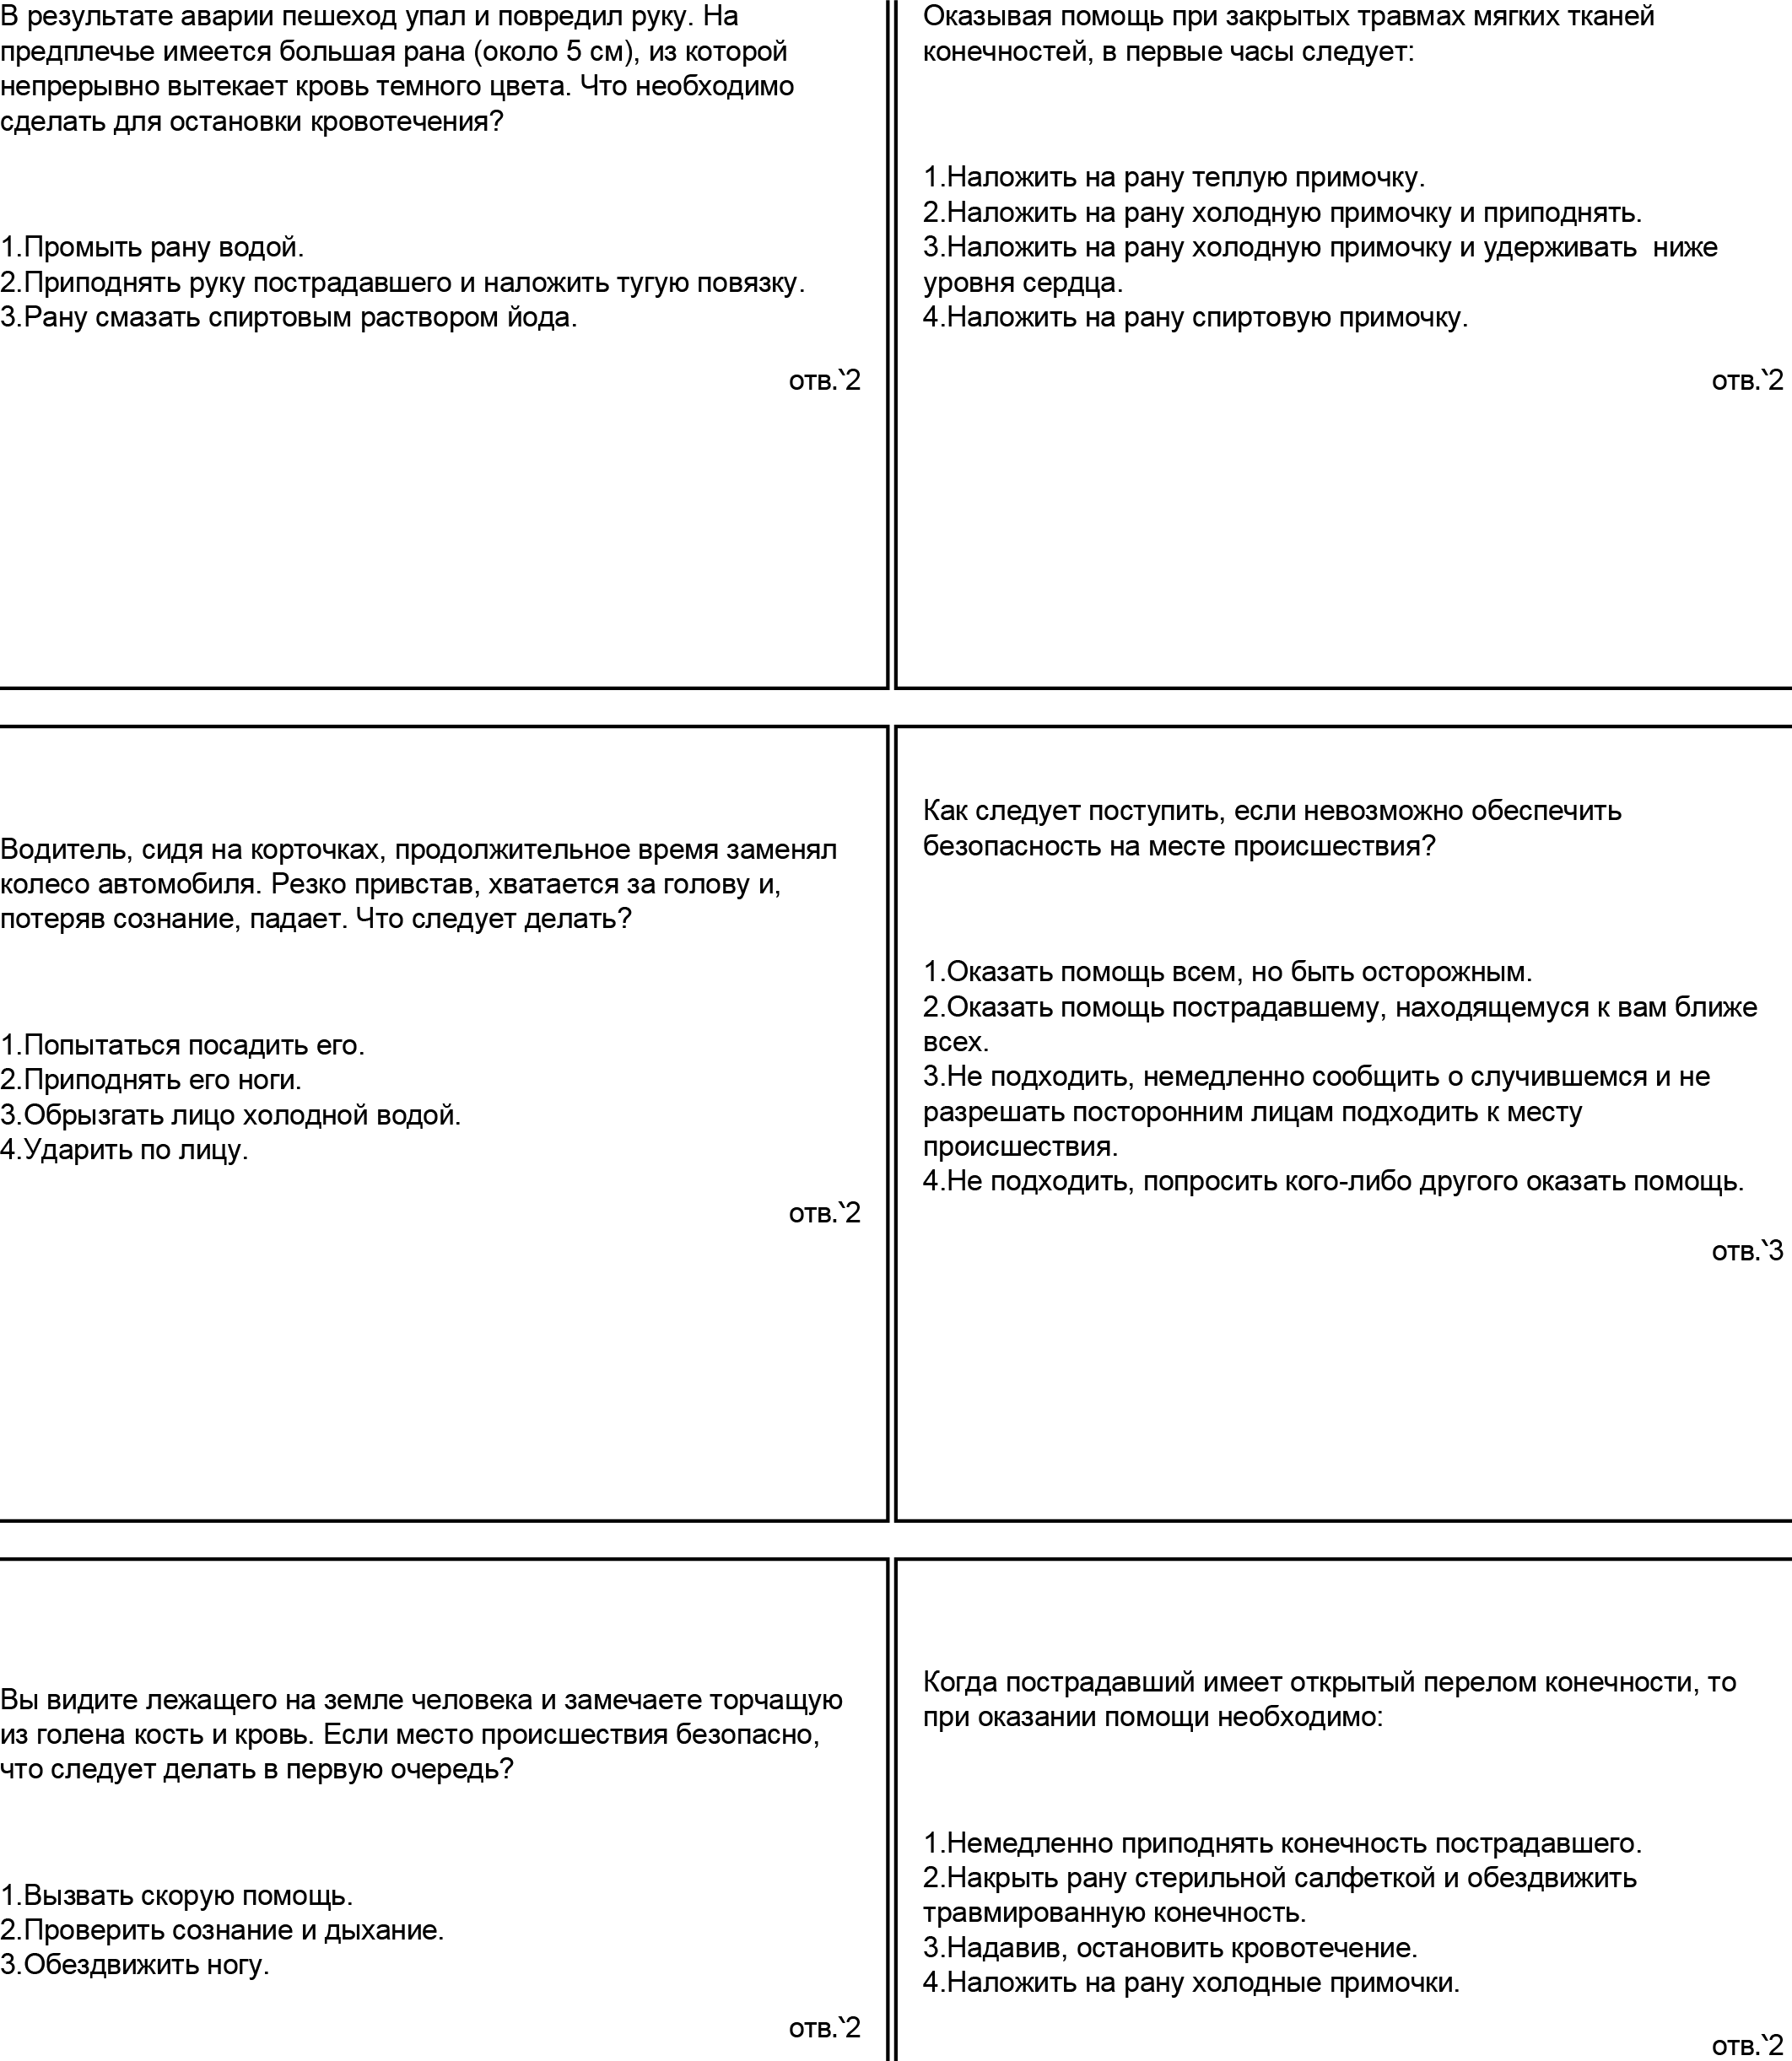 В результате аварии пешеход упал и повредил руку. На
предплечье имеется большая рана (около 5 см), из которой
непрерывно вытекает кровь темного цвета. Что необходимо
сделать для остановки кровотечения?
1.Промыть рану водой.
2.Приподнять руку пострадавшего и наложить тугую повязку.
3.Рану смазать спиртовым раствором йода.
отв.`2
Оказывая помощь при закрытых травмах мягких тканей
конечностей, в первые часы следует:
1.Наложить на рану теплую примочку.
2.Наложить на рану холодную примочку и приподнять.
3.Наложить на рану холодную примочку и удерживать  ниже
уровня сердца.
4.Наложить на рану спиртовую примочку.
отв.`2
Водитель, сидя на корточках, продолжительное время заменял
колесо автомобиля. Резко привстав, хватается за голову и,
потеряв сознание, падает. Что следует делать?
1.Попытаться посадить его.
2.Приподнять его ноги.
3.Обрызгать лицо холодной водой.
4.Ударить по лицу.
отв.`2
Как следует поступить, если невозможно обеспечить
безопасность на месте происшествия?
1.Оказать помощь всем, но быть осторожным.
2.Оказать помощь пострадавшему, находящемуся к вам ближе
всех.
3.Не подходить, немедленно сообщить о случившемся и не
разрешать посторонним лицам подходить к месту
происшествия.
4.Не подходить, попросить кого-либо другого оказать помощь.
отв.`3
Вы видите лежащего на земле человека и замечаете торчащую
из голена кость и кровь. Если место происшествия безопасно,
что следует делать в первую очередь?
1.Вызвать скорую помощь.
2.Проверить сознание и дыхание.
3.Обездвижить ногу.
отв.`2
Когда пострадавший имеет открытый перелом конечности, то
при оказании помощи необходимо:
1.Немедленно приподнять конечность пострадавшего.
2.Накрыть рану стерильной салфеткой и обездвижить
травмированную конечность.
3.Надавив, остановить кровотечение.
4.Наложить на рану холодные примочки.
отв.`2